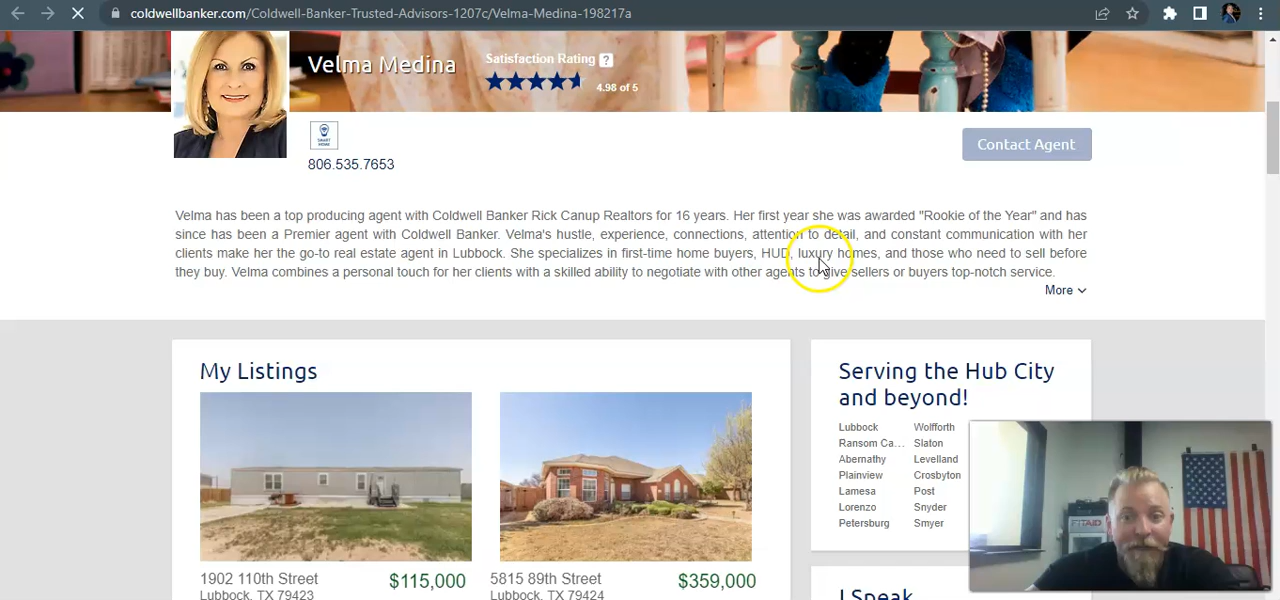 coldwellbanker.com/Coldwell-Banker-Trusted-Advisors-1207c/Velma-Medina-198217a
Velma Medina
Satisfaction Rating ?
4.98 of 5
SMART
HOME
806.535.7653
Contact Agent
Velma has been a top producing agent with Coldwell Banker Rick Canup Realtors for 16 years. Her first year she was awarded "Rookie of the Year" and has
since has been a Premier agent with Coldwell Banker. Velma's hustle, experience, connections, attention to detail, and constant communication with her
clients make her the go-to real estate agent in Lubbock. She specializes in first-time home buyers, HUD, luxury homes, and those who need to sell before
they buy. Velma combines a personal touch for her clients with a skilled ability to negotiate with other agents to give sellers or buyers top-notch service.
More
My Listings
1902 110th Street
Lubbock, TX 79423
$115,000
5815 89th Street
Lubbock, TX 79424
$359,000
Serving the Hub City
and beyond!
Lubbock Wolfforth
Ransom Ca... Slaton
Abernathy Levelland
Plainview Crosbyton
Lamesa Post
Lorenzo Snyder
Petersburg Smyer
I Speak
FITAID